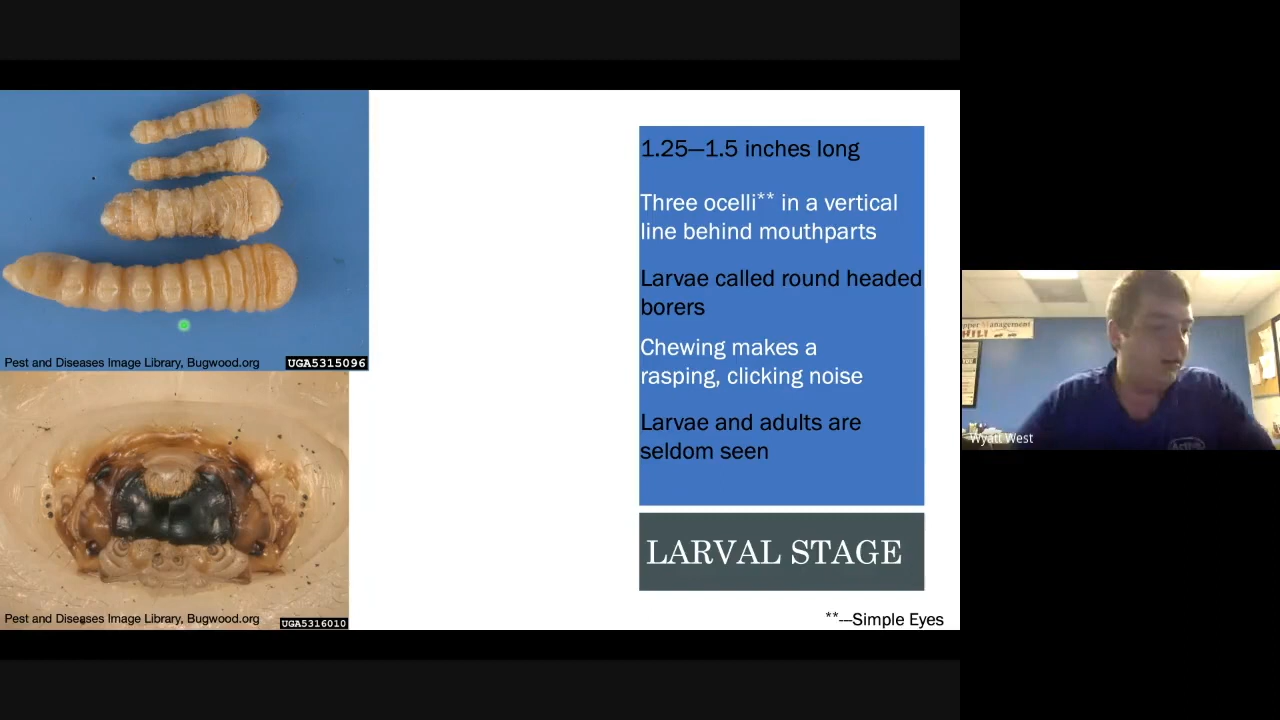 1.25—1.5 inches long
Three ocelli** in a vertical
line behind mouthparts
Larvae called round headed
borers
Chewing makes a
rasping, clicking noise
Larvae and adults are
seldom seen
LARVAL STAGE
**---Simple Eyes
Pest and Diseases Image Library, Bugwood.org
UGA5315096
Pest and Diseases Image Library, Bugwood.org
UGA5316010
Management
Wyatt West